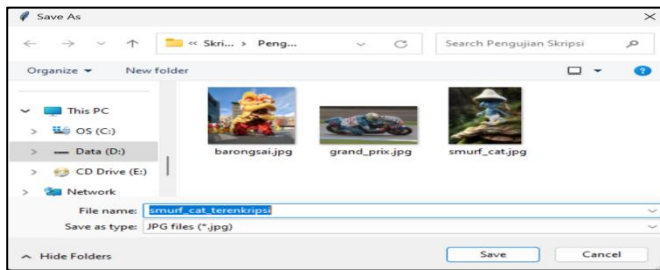 Save As
« Skri... > Peng...
Search Pengujian Skripsi
Organize
New folder
This PC
OS (C:)
Data (D:)
CD Drive (E:)
Network
barongsai.jpg
grand_prix.jpg
smurf_cat.jpg
File name: smurf_cat_terenkripsi
Save as type: JPG files (*.jpg)
Hide Folders
Save
Cancel